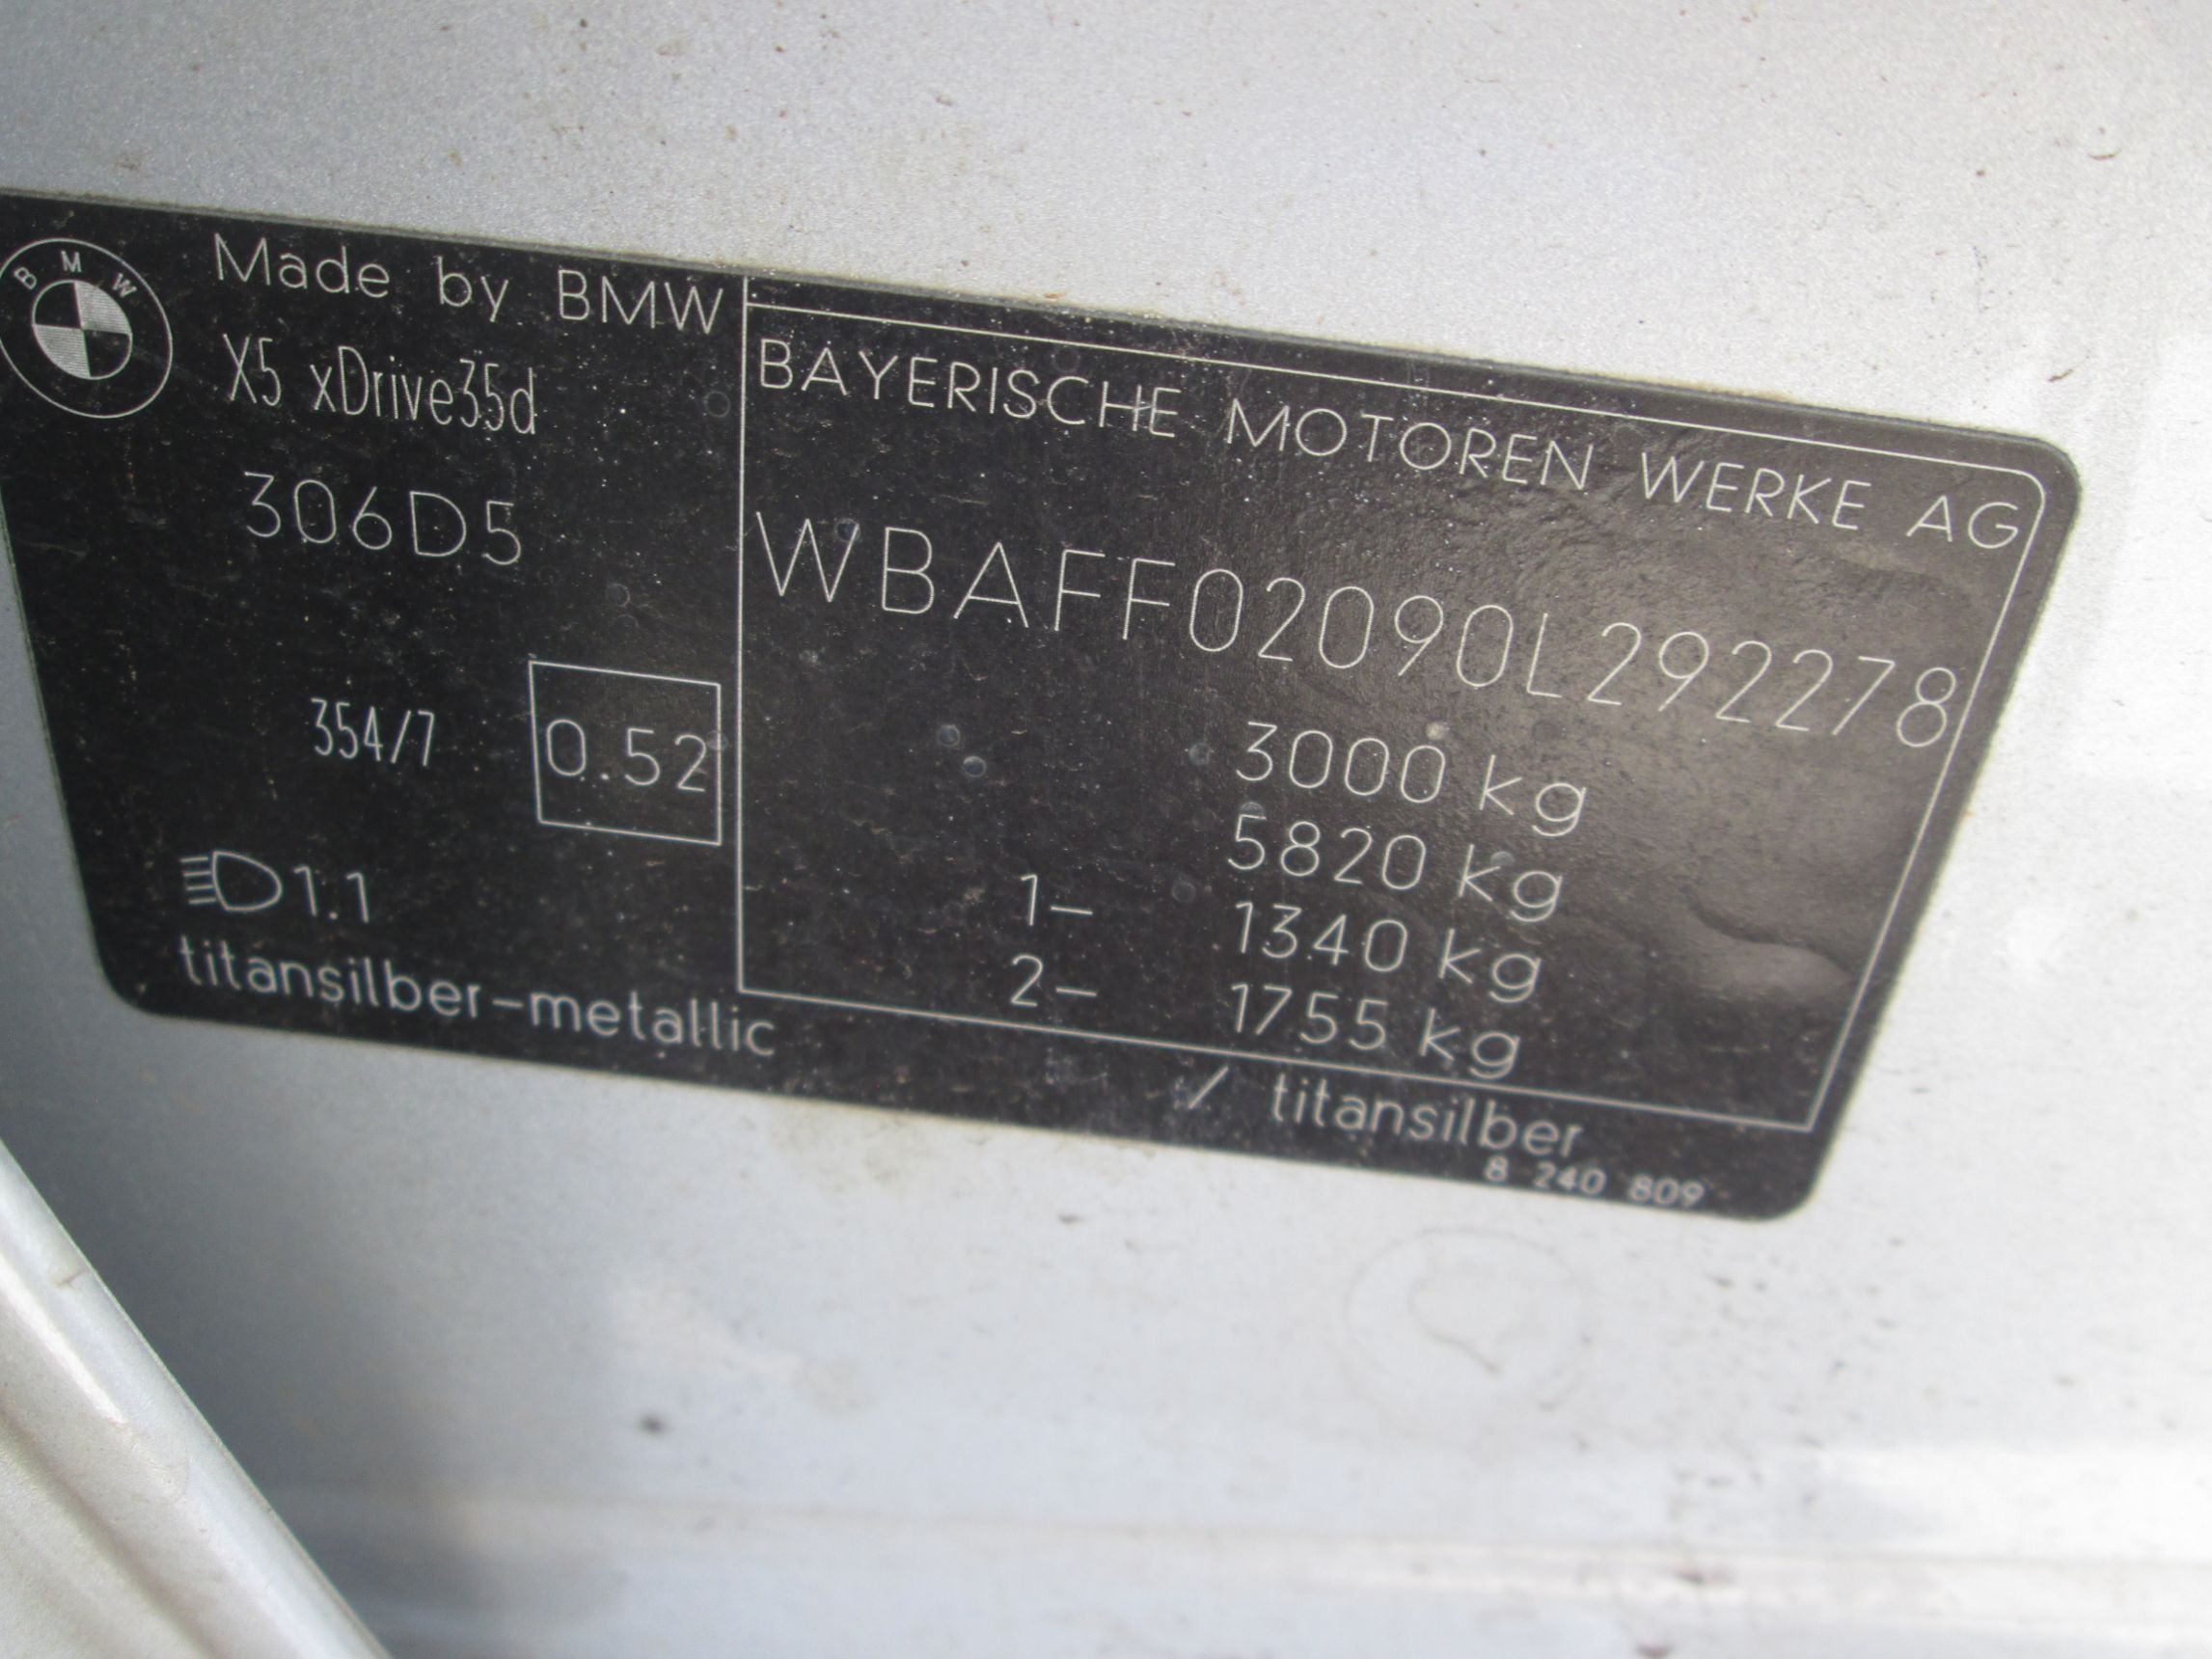 BMW
Made by BMW
X5 xDrive35d
306D5
354/7
0.52
1.1
titansilber-metallic
BAYERISCHE MOTOREN WERKE AG
WBAFF02090L292278
3000 kg
5820 kg
1- 1340 kg
2- 1755 kg
/ titansilber
8 240 809